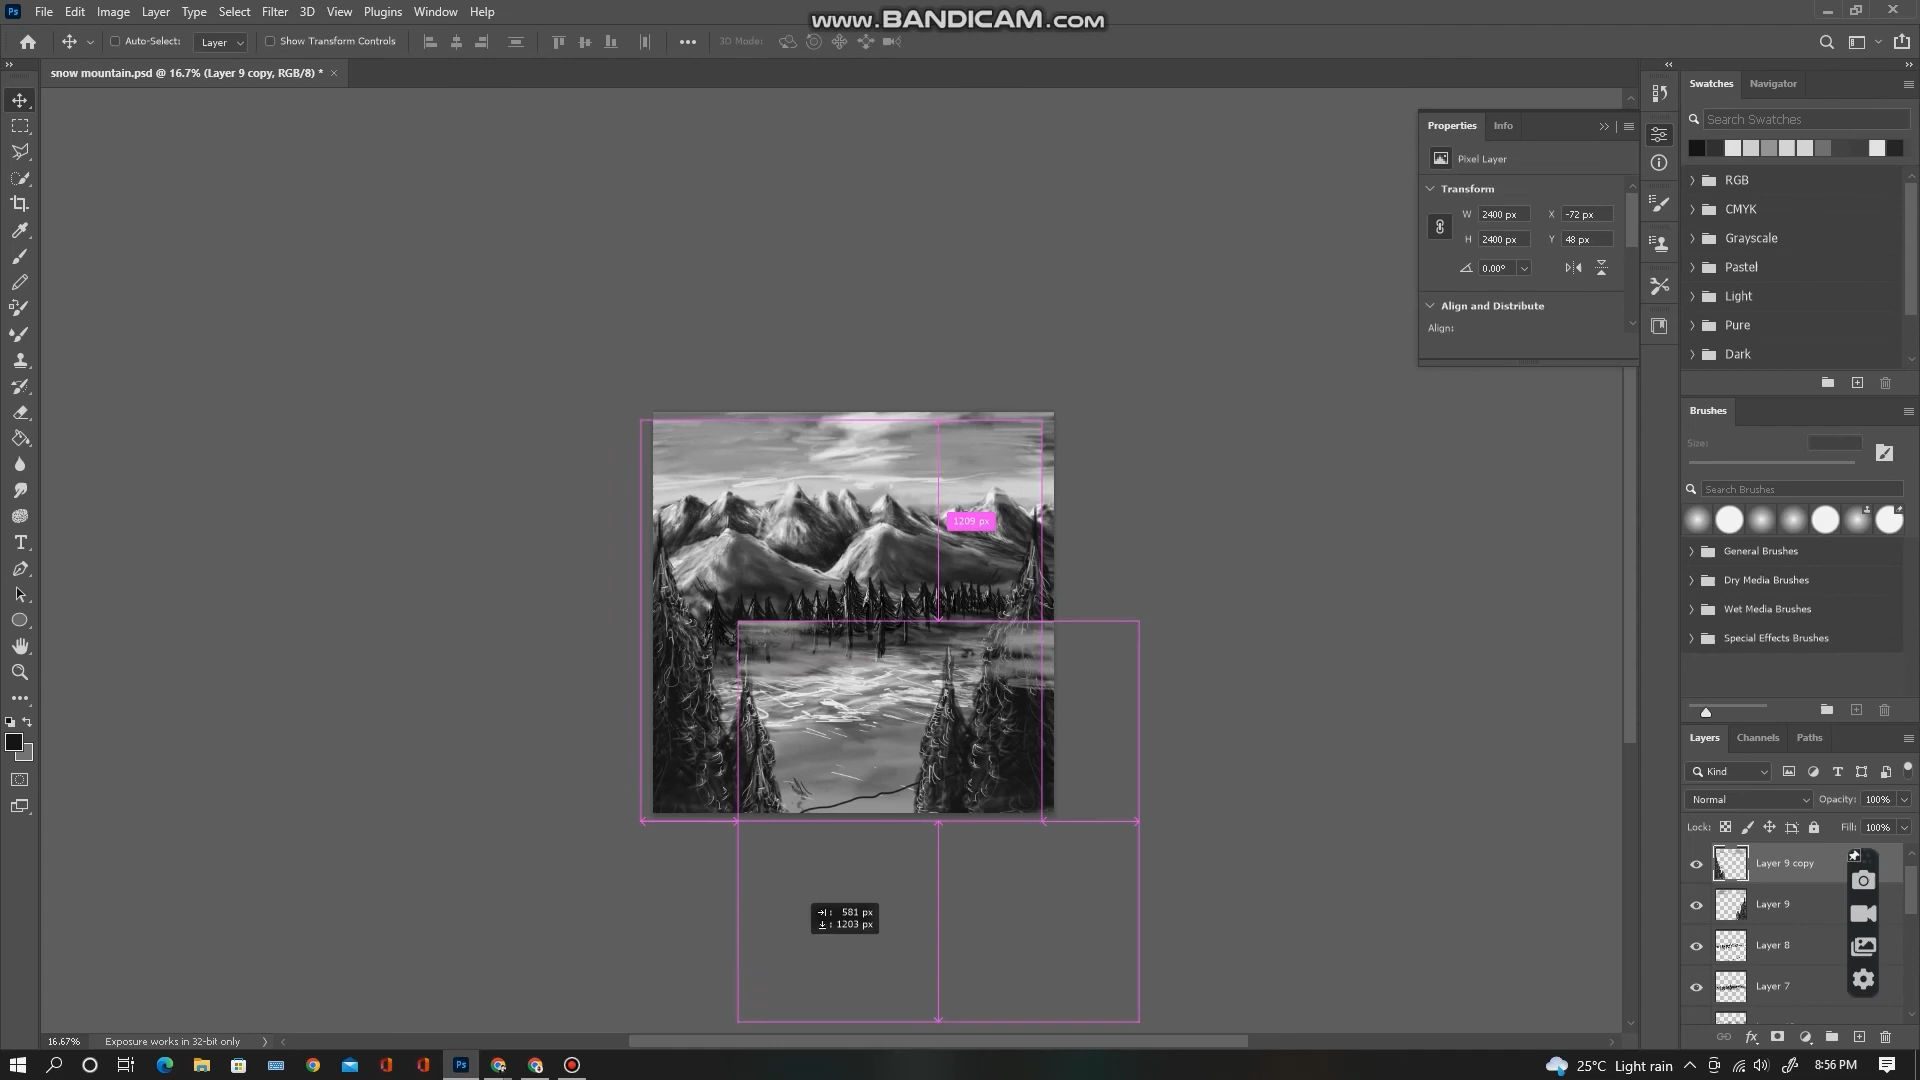 Ps File Edit Image Layer Type Select Filter 3D View Plugins Window Help
www.BANDICAM.com
Auto-Select: Layer Show Transform Controls
3D Mode:
snow mountain.psd @ 16.7% (Layer 9 copy, RGB/8) *
Swatches Navigator
Search Swatches
RGB
CMYK
Grayscale
Pastel
Light
Pure
Dark
Properties Info
Pixel Layer
Transform
W 2400 px X -72 px
H 2400 px Y 48 px
0.00°
Align and Distribute
Align:
1209 px
581 px
1203 px
Brushes
Size:
Search Brushes
General Brushes
Dry Media Brushes
Wet Media Brushes
Special Effects Brushes
Layers Channels Paths
Kind
Normal Opacity: 100%
Lock: Fill: 100%
Layer 9 copy
Layer 9
Layer 8
Layer 7
fx
16.67% Exposure works in 32-bit only
Ps
25°C Light rain 8:56 PM